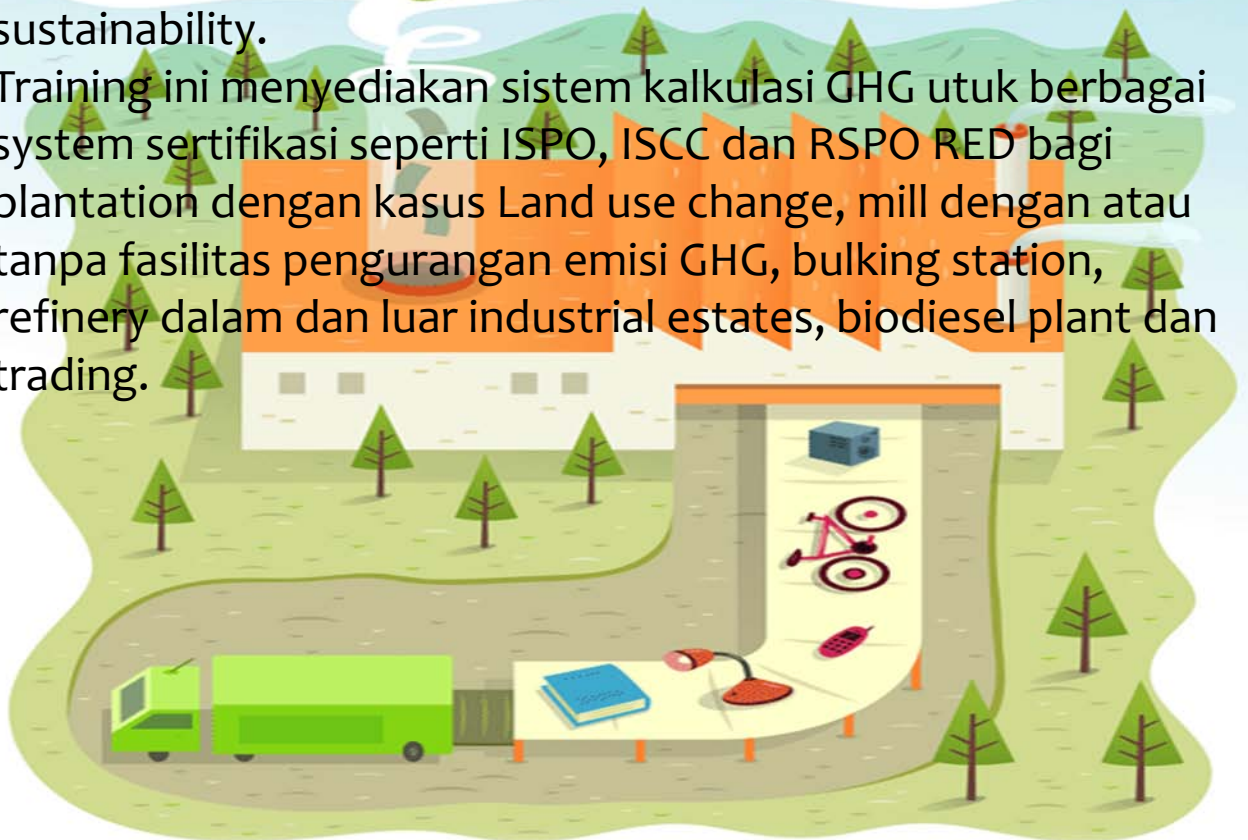 sustainability.
Training ini menyediakan sistem kalkulasi GHG utuk berbagai
system sertifikasi seperti ISPO, ISCC dan RSPO RED bagi
plantation dengan kasus Land use change, mill dengan atau
tanpa fasilitas pengurangan emisi GHG, bulking station,
refinery dalam dan luar industrial estates, biodiesel plant dan
trading.